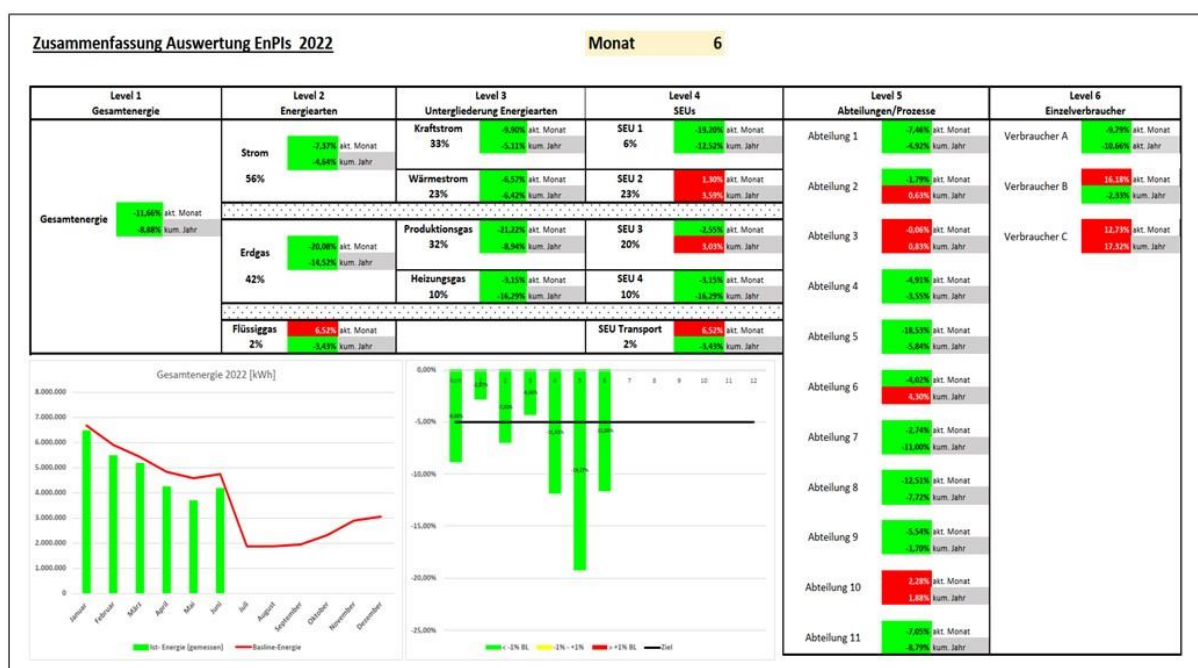 Zusammenfassung Auswertung EnPIs 2022
Monat 6
Level 1 Level 2 Level 3 Level 4 Level 5 Level 6
Gesamtenergie Energiearten Untergliederung Energiearten SEUs Abteilungen/Prozesse Einzelverbraucher
Gesamtenergie
-11,66% akt. Monat
-8,88% kum. Jahr
Strom
56%
-7,37% akt. Monat
-4,64% kum. Jahr
Erdgas
42%
-20,08% akt. Monat
-14,52% kum. Jahr
Flüssiggas
2%
6,52% akt. Monat
-3,43% kum. Jahr
Kraftstrom
33%
-9,90% akt. Monat
-5,11% kum. Jahr
Wärmestrom
23%
-6,57% akt. Monat
-6,42% kum. Jahr
Produktionsgas
32%
-21,22% akt. Monat
-8,94% kum. Jahr
Heizungsgas
10%
-3,15% akt. Monat
-16,29% kum. Jahr
SEU 1
6%
-19,20% akt. Monat
-12,52% kum. Jahr
SEU 2
23%
1,30% akt. Monat
3,59% kum. Jahr
SEU 3
20%
-2,55% akt. Monat
3,03% kum. Jahr
SEU 4
10%
-3,15% akt. Monat
-16,29% kum. Jahr
SEU Transport
2%
6,52% akt. Monat
-3,43% kum. Jahr
Abteilung 1
-7,46% akt. Monat
-4,92% kum. Jahr
Abteilung 2
-1,79% akt. Monat
0,63% kum. Jahr
Abteilung 3
-0,06% akt. Monat
0,83% kum. Jahr
Abteilung 4
-4,91% akt. Monat
-3,55% kum. Jahr
Abteilung 5
-18,53% akt. Monat
-5,84% kum. Jahr
Abteilung 6
-4,02% akt. Monat
4,30% kum. Jahr
Abteilung 7
-2,74% akt. Monat
-11,00% kum. Jahr
Abteilung 8
-12,51% akt. Monat
-7,72% kum. Jahr
Abteilung 9
-5,54% akt. Monat
-1,70% kum. Jahr
Abteilung 10
2,28% akt. Monat
1,88% kum. Jahr
Abteilung 11
-7,05% akt. Monat
-8,79% kum. Jahr
Verbraucher A
-9,79% akt. Monat
-10,66% akt. Jahr
Verbraucher B
16,18% akt. Monat
-2,33% kum. Jahr
Verbraucher C
12,73% akt. Monat
17,32% kum. Jahr
Gesamtenergie 2022 [kWh]
8.000.000
7.000.000
6.000.000
5.000.000
4.000.000
3.000.000
2.000.000
1.000.000
0
Januar Februar März April Mai Juni Juli August September Oktober November Dezember
Ist- Energie (gemessen) Basline-Energie
0,00%
-5,00%
-10,00%
-15,00%
-20,00%
-25,00%
1 2 3 4 5 6 7 8 9 10 11 12
< -1% BL -1% - +1% > +1% BL Ziel